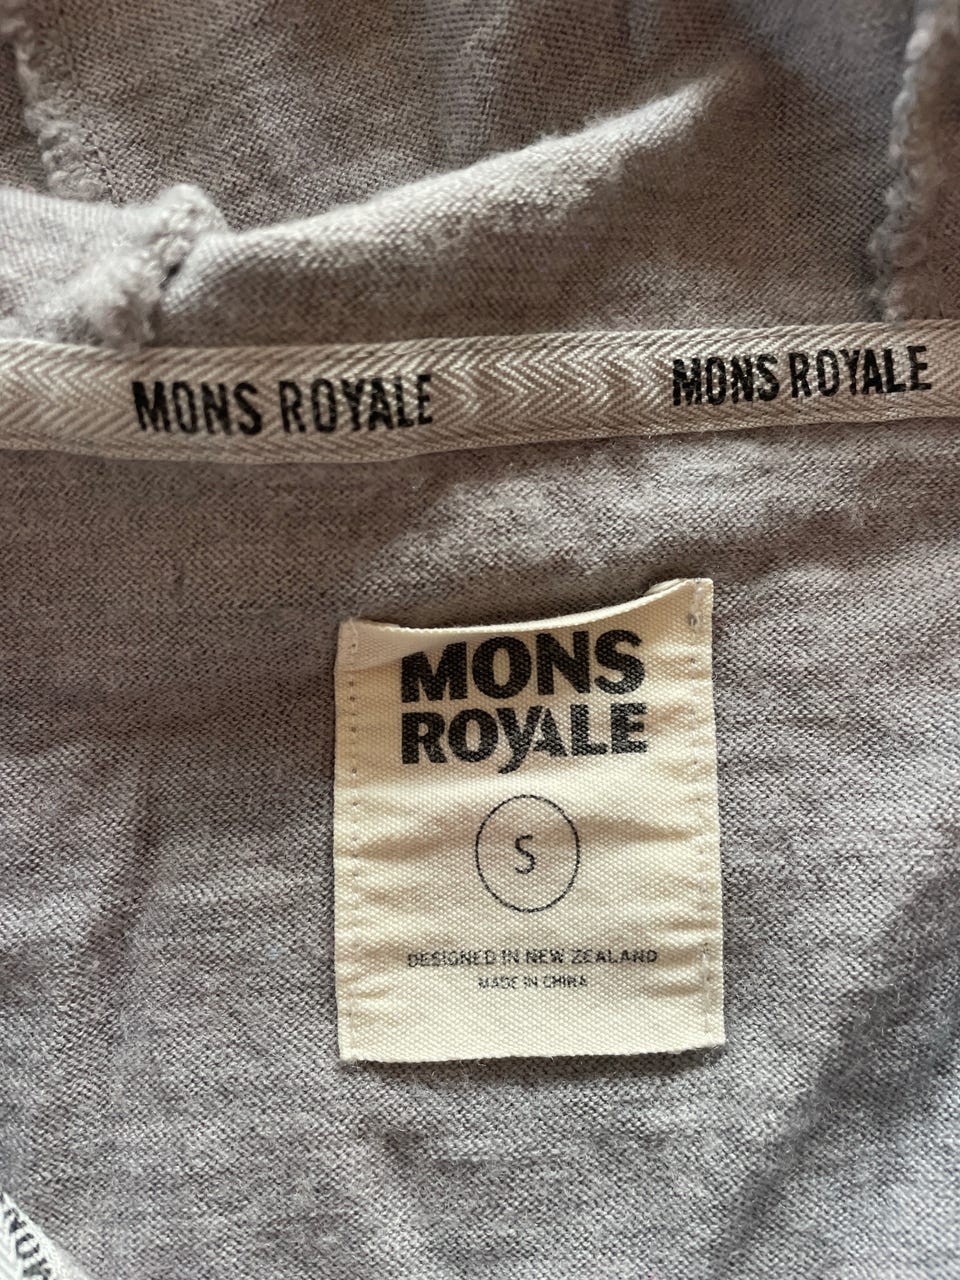 MONS ROYALE MONS ROYALE
MONS
ROYALE
S
DESIGNED IN NEW ZEALAND
MADE IN CHINA